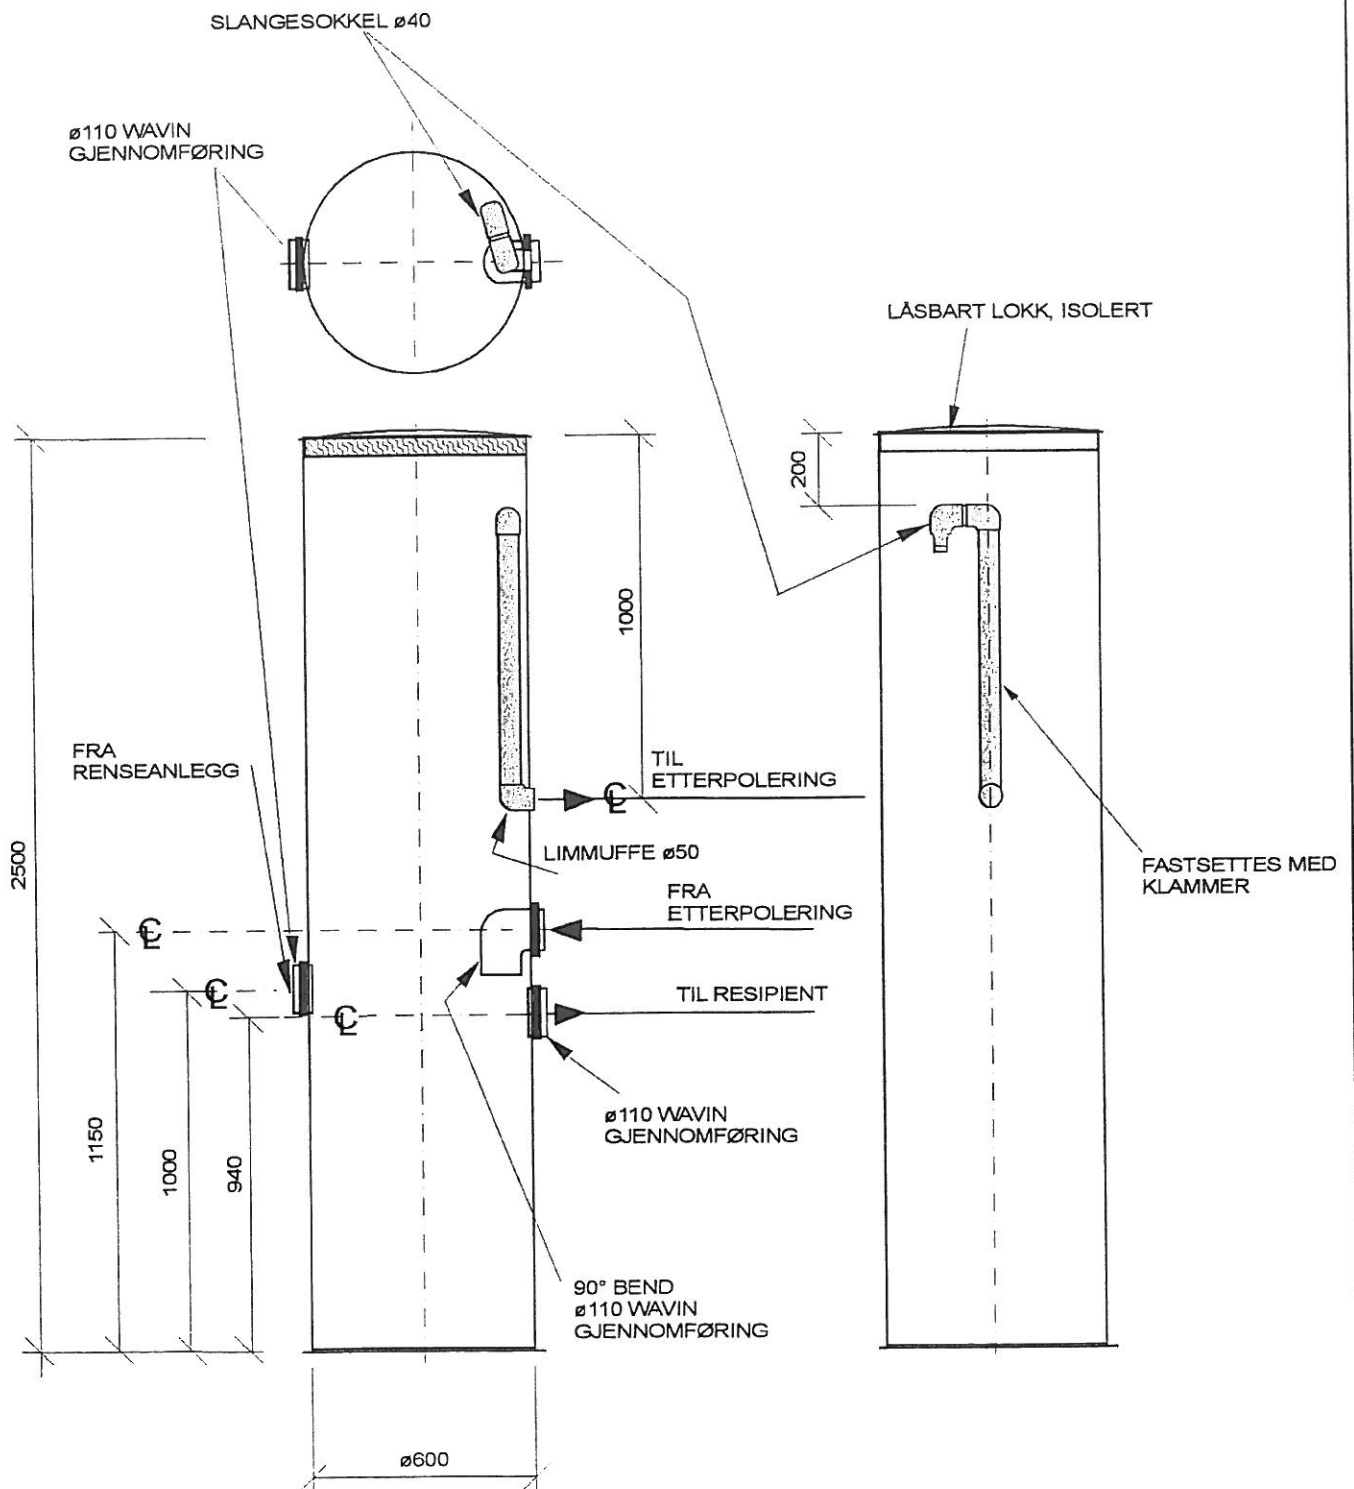 SLANGESOKKEL ø40
ø110 WAVIN
GJENNOMFØRING
LÅSBART LOKK, ISOLERT
200
1000
2500
FRA
RENSEANLEGG
TIL
ETTERPOLERING
LIMMUFFE ø50
FASTSETTES MED
KLAMMER
FRA
ETTERPOLERING
TIL RESIPIENT
1150
1000
940
ø110 WAVIN
GJENNOMFØRING
90° BEND
ø110 WAVIN
GJENNOMFØRING
ø600